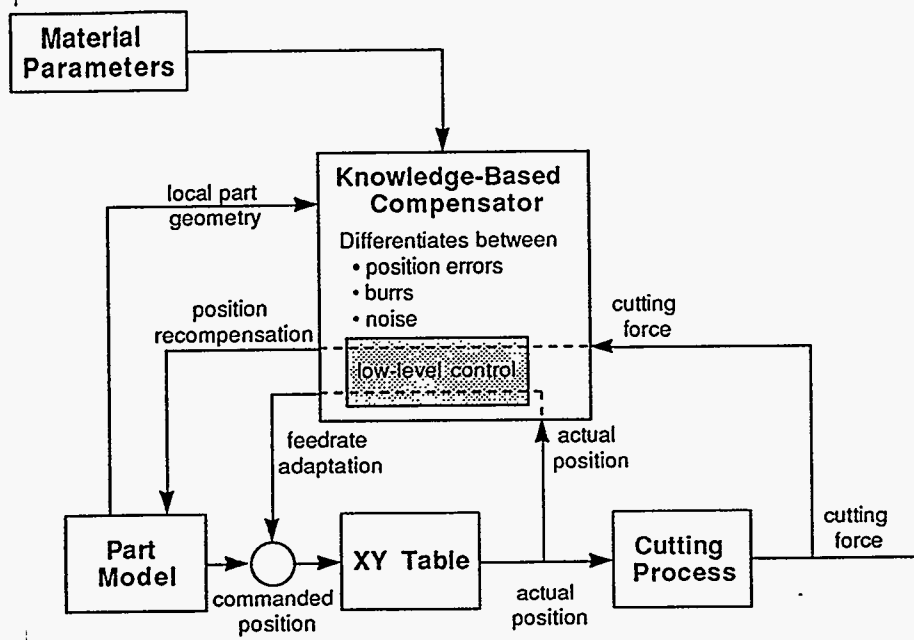 Material
Parameters
Knowledge-Based
Compensator
Differentiates between
• position errors
• burrs
• noise
low-level control
local part
geometry
position
recompensation
cutting
force
feedrate
adaptation
actual
position
Part
Model
commanded
position
XY Table
actual
position
Cutting
Process
cutting
force